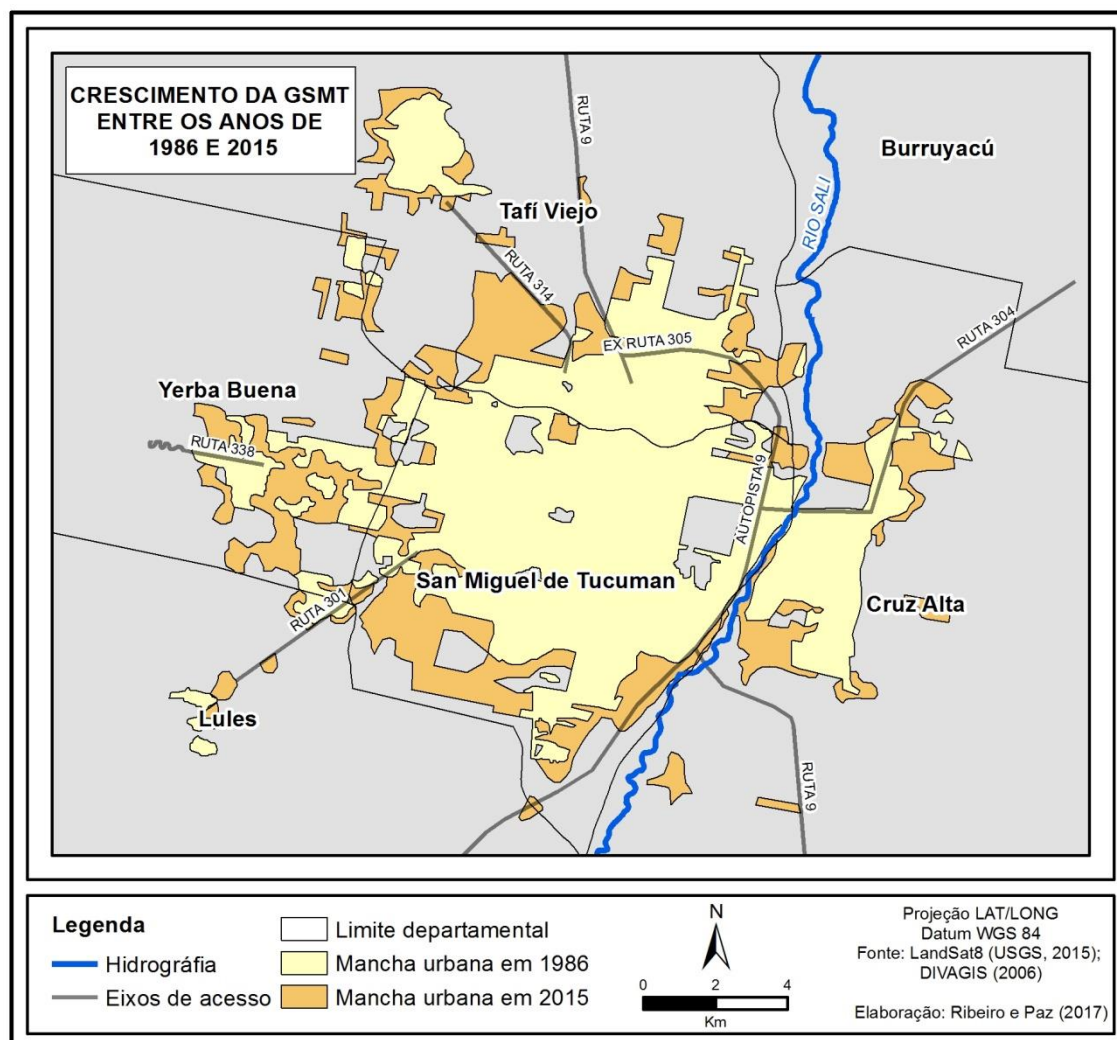 CRESCIMENTO DA GSMT
ENTRE OS ANOS DE
1986 E 2015
RUTA 9
Burruyacú
RIO SALI
Tafí Viejo
RUTA 314
RUTA 304
EX RUTA 305
Yerba Buena
RUTA 338
AUTOPISTA 9
San Miguel de Tucuman
RUTA 301
Cruz Alta
Lules
RUTA 9
Legenda
Hidrográfia
Eixos de acesso
Limite departamental
Mancha urbana em 1986
Mancha urbana em 2015
N
0 2 4
Km
Projeção LAT/LONG
Datum WGS 84
Fonte: LandSat8 (USGS, 2015);
DIVAGIS (2006)
Elaboração: Ribeiro e Paz (2017)